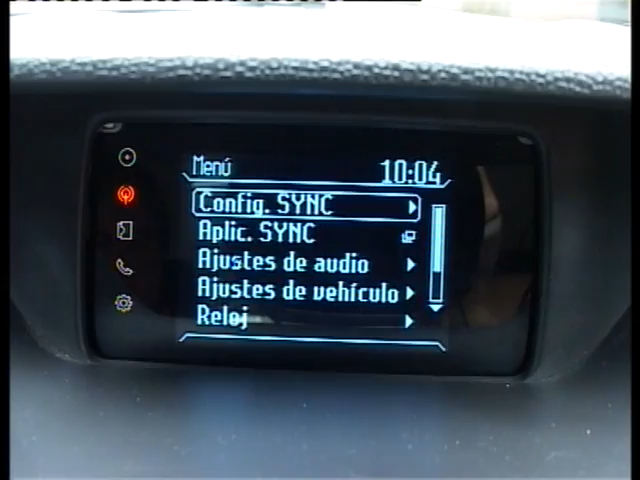 Menú 10:04
Config. SYNC
Aplic. SYNC
Ajustes de audio
Ajustes de vehículo
Reloj